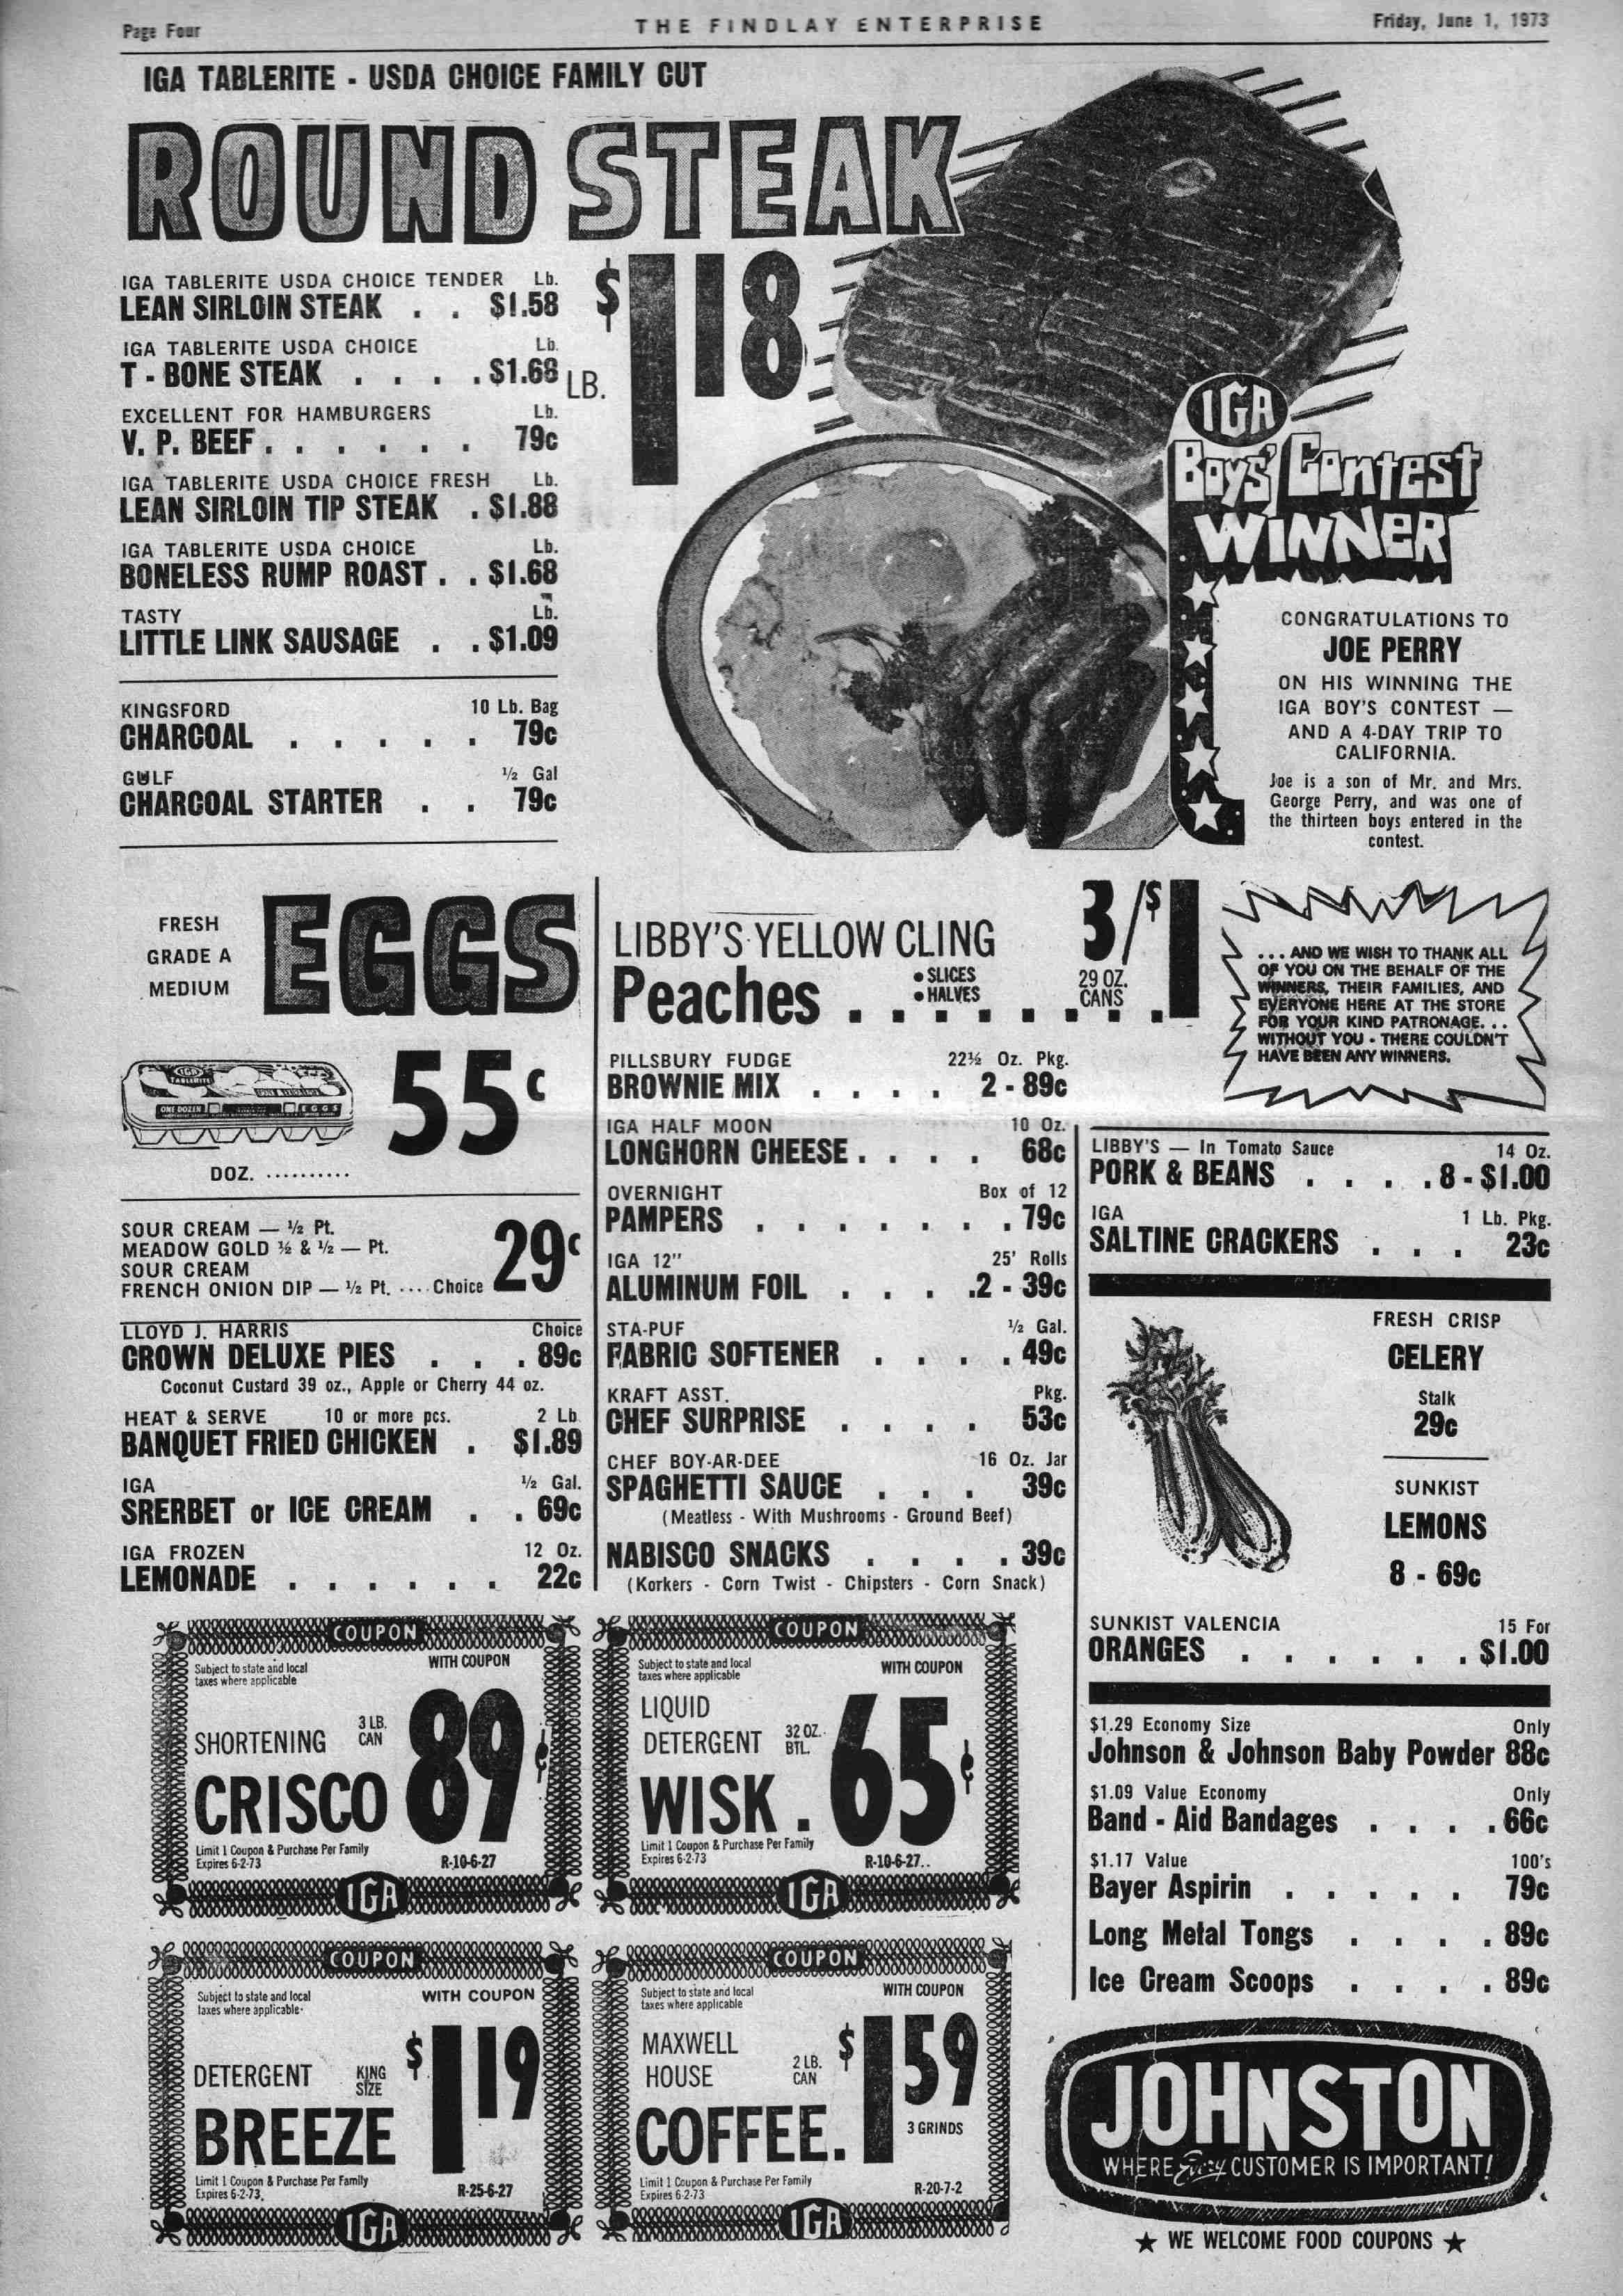 Page Four
THE FINDLAY ENTERPRISE
Friday, June 1, 1973
IGA TABLERITE - USDA CHOICE FAMILY CUT
ROUND STEAK
$118 LB.
IGA TABLERITE USDA CHOICE TENDER Lb.
LEAN SIRLOIN STEAK . . $1.58
IGA TABLERITE USDA CHOICE Lb.
T - BONE STEAK . . . . $1.68
EXCELLENT FOR HAMBURGERS Lb.
V. P. BEEF . . . . . . 79c
IGA TABLERITE USDA CHOICE FRESH Lb.
LEAN SIRLOIN TIP STEAK . $1.88
IGA TABLERITE USDA CHOICE Lb.
BONELESS RUMP ROAST . . $1.68
TASTY Lb.
LITTLE LINK SAUSAGE . . $1.09
KINGSFORD 10 Lb. Bag
CHARCOAL . . . . . . 79c
GULF ½ Gal
CHARCOAL STARTER . . 79c
IGA
Boys' Contest
WINNER
CONGRATULATIONS TO
JOE PERRY
ON HIS WINNING THE
IGA BOY'S CONTEST —
AND A 4-DAY TRIP TO
CALIFORNIA.
Joe is a son of Mr. and Mrs.
George Perry, and was one of
the thirteen boys entered in the
contest.
FRESH
GRADE A
MEDIUM
EGGS
IGA
TABLERITE
ONE DOZEN
EGGS
55c
DOZ. ..........
SOUR CREAM — ½ Pt.
MEADOW GOLD ½ & ½ — Pt.
SOUR CREAM
FRENCH ONION DIP — ½ Pt. .... Choice 29c
LLOYD J. HARRIS Choice
CROWN DELUXE PIES . . . 89c
Coconut Custard 39 oz., Apple or Cherry 44 oz.
HEAT & SERVE 10 or more pcs. 2 Lb
BANQUET FRIED CHICKEN . $1.89
IGA ½ Gal.
SRERBET or ICE CREAM . . 69c
IGA FROZEN 12 Oz.
LEMONADE . . . . . . 22c
LIBBY'S YELLOW CLING
Peaches
• SLICES
• HALVES
3/$1
29 OZ.
CANS
PILLSBURY FUDGE 22½ Oz. Pkg.
BROWNIE MIX . . . . 2 - 89c
IGA HALF MOON 10 Oz.
LONGHORN CHEESE . . . . 68c
OVERNIGHT Box of 12
PAMPERS . . . . . . . 79c
IGA 12" 25' Rolls
ALUMINUM FOIL . . . .2 - 39c
STA-PUF ½ Gal.
FABRIC SOFTENER . . . . 49c
KRAFT ASST. Pkg.
CHEF SURPRISE . . . . 53c
CHEF BOY-AR-DEE 16 Oz. Jar
SPAGHETTI SAUCE . . . 39c
(Meatless - With Mushrooms - Ground Beef)
NABISCO SNACKS . . . . 39c
(Korkers - Corn Twist - Chipsters - Corn Snack)
... AND WE WISH TO THANK ALL
OF YOU ON THE BEHALF OF THE
WINNERS, THEIR FAMILIES, AND
EVERYONE HERE AT THE STORE
FOR YOUR KIND PATRONAGE...
WITHOUT YOU - THERE COULDN'T
HAVE BEEN ANY WINNERS.
LIBBY'S — In Tomato Sauce 14 Oz.
PORK & BEANS . . . . 8 - $1.00
IGA 1 Lb. Pkg.
SALTINE CRACKERS . . . 23c
FRESH CRISP
CELERY
Stalk
29c
SUNKIST
LEMONS
8 - 69c
SUNKIST VALENCIA 15 For
ORANGES . . . . . . . $1.00
$1.29 Economy Size Only
Johnson & Johnson Baby Powder 88c
$1.09 Value Economy Only
Band - Aid Bandages . . . . 66c
$1.17 Value 100's
Bayer Aspirin . . . . . 79c
Long Metal Tongs . . . . 89c
Ice Cream Scoops . . . . 89c
COUPON
Subject to state and local
taxes where applicable
WITH COUPON
SHORTENING 3 LB. CAN
CRISCO 89¢
Limit 1 Coupon & Purchase Per Family
Expires 6-2-73 R-10-6-27
IGA
COUPON
Subject to state and local
taxes where applicable
WITH COUPON
LIQUID
DETERGENT 32 OZ. BTL.
WISK . 65¢
Limit 1 Coupon & Purchase Per Family
Expires 6-2-73 R-10-6-27..
IGA
COUPON
Subject to state and local
taxes where applicable
WITH COUPON
DETERGENT KING SIZE
BREEZE $119
Limit 1 Coupon & Purchase Per Family
Expires 6-2-73. R-25-6-27
IGA
COUPON
Subject to state and local
taxes where applicable
WITH COUPON
MAXWELL
HOUSE 2 LB. CAN
COFFEE. $159
3 GRINDS
Limit 1 Coupon & Purchase Per Family
Expires 6-2-73 R-20-7-2
IGA
JOHNSTON
WHERE Every CUSTOMER IS IMPORTANT!
★ WE WELCOME FOOD COUPONS ★